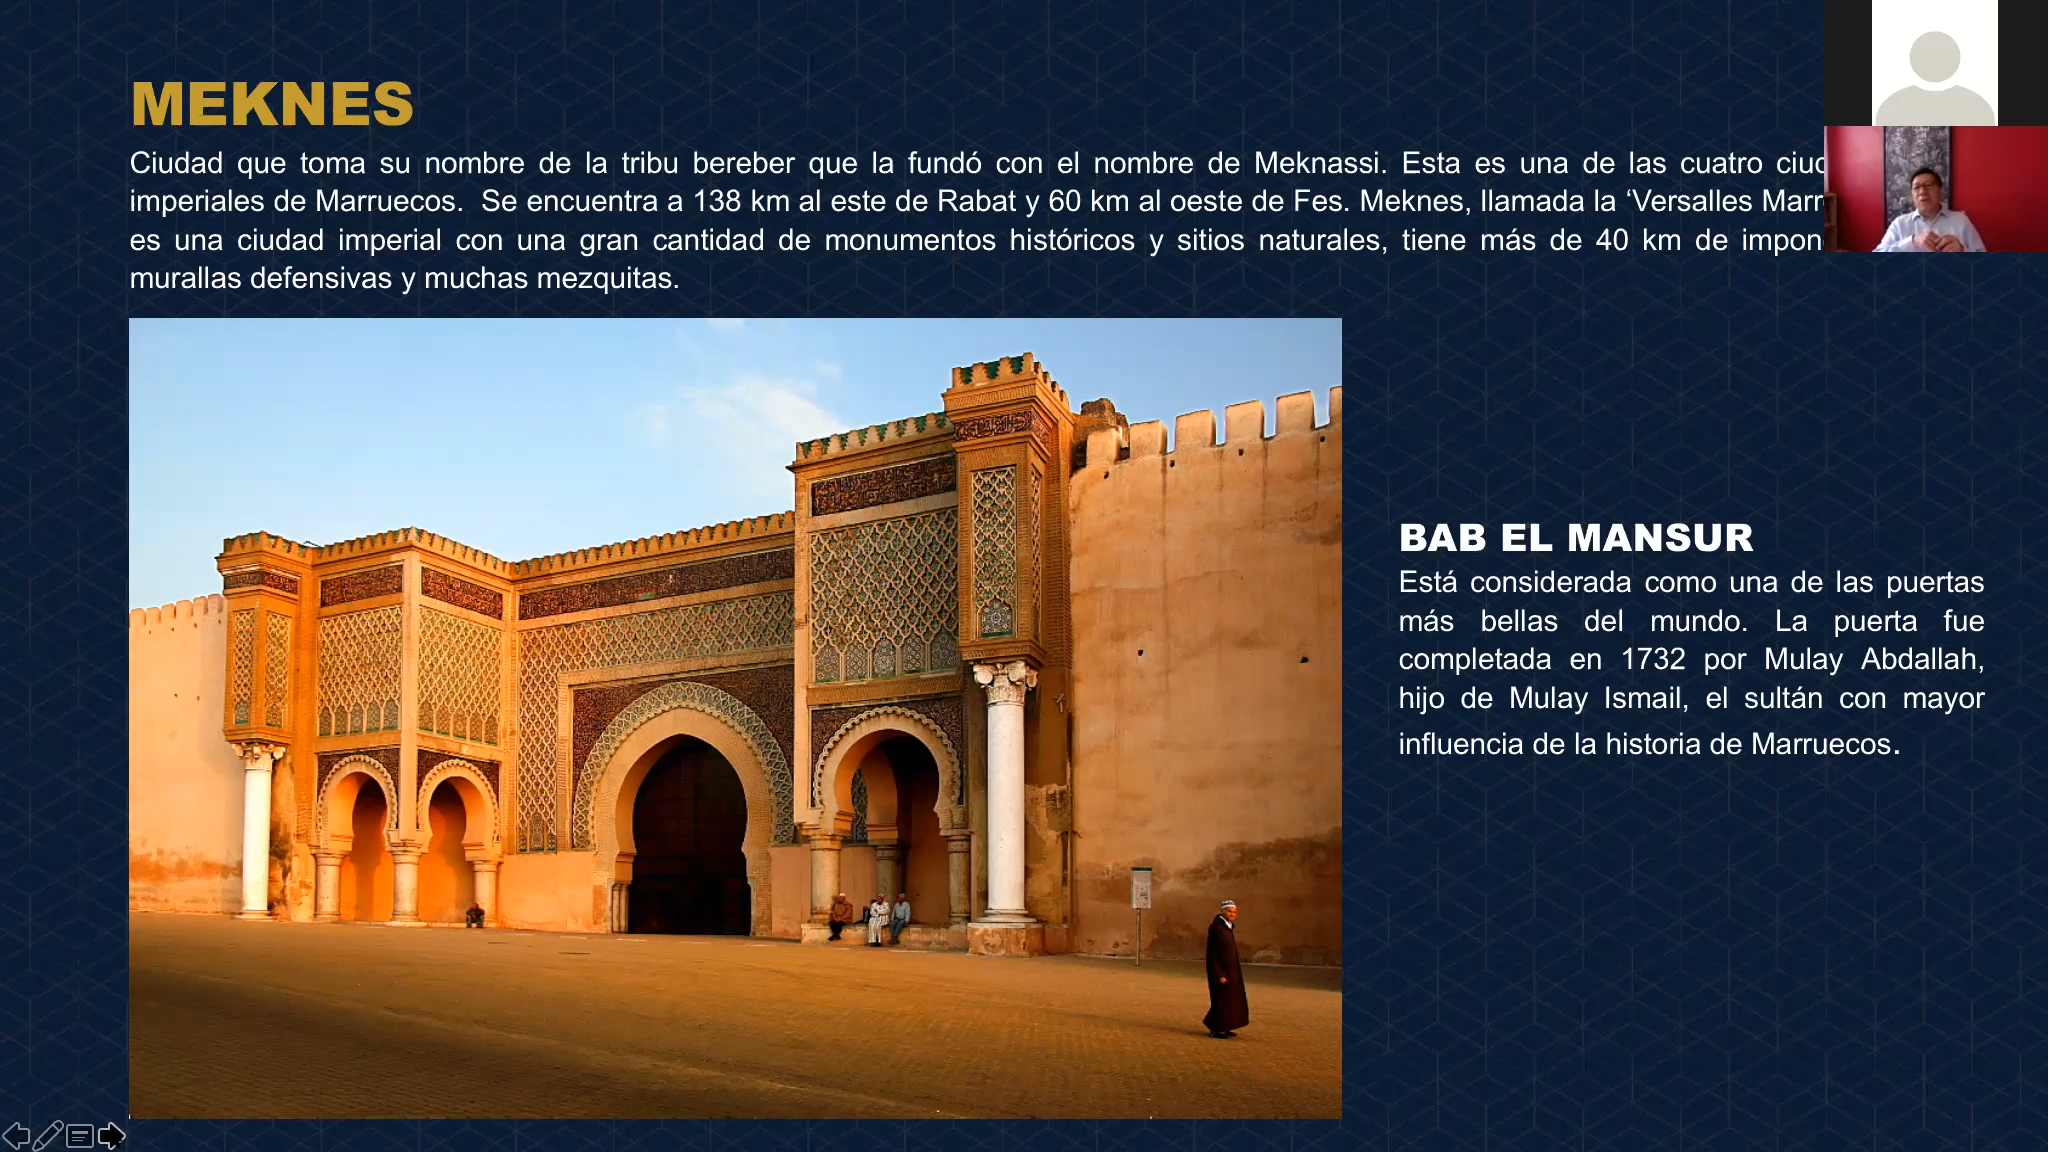 MEKNES
Ciudad que toma su nombre de la tribu bereber que la fundó con el nombre de Meknassi. Esta es una de las cuatro
imperiales de Marruecos. Se encuentra a 138 km al este de Rabat y 60 km al oeste de Fes. Meknes, llamada la ‘Versalles
es una ciudad imperial con una gran cantidad de monumentos históricos y sitios naturales, tiene más de 40 km de
murallas defensivas y muchas mezquitas.
BAB EL MANSUR
Está considerada como una de las puertas
más bellas del mundo. La puerta fue
completada en 1732 por Mulay Abdallah,
hijo de Mulay Ismail, el sultán con mayor
influencia de la historia de Marruecos.